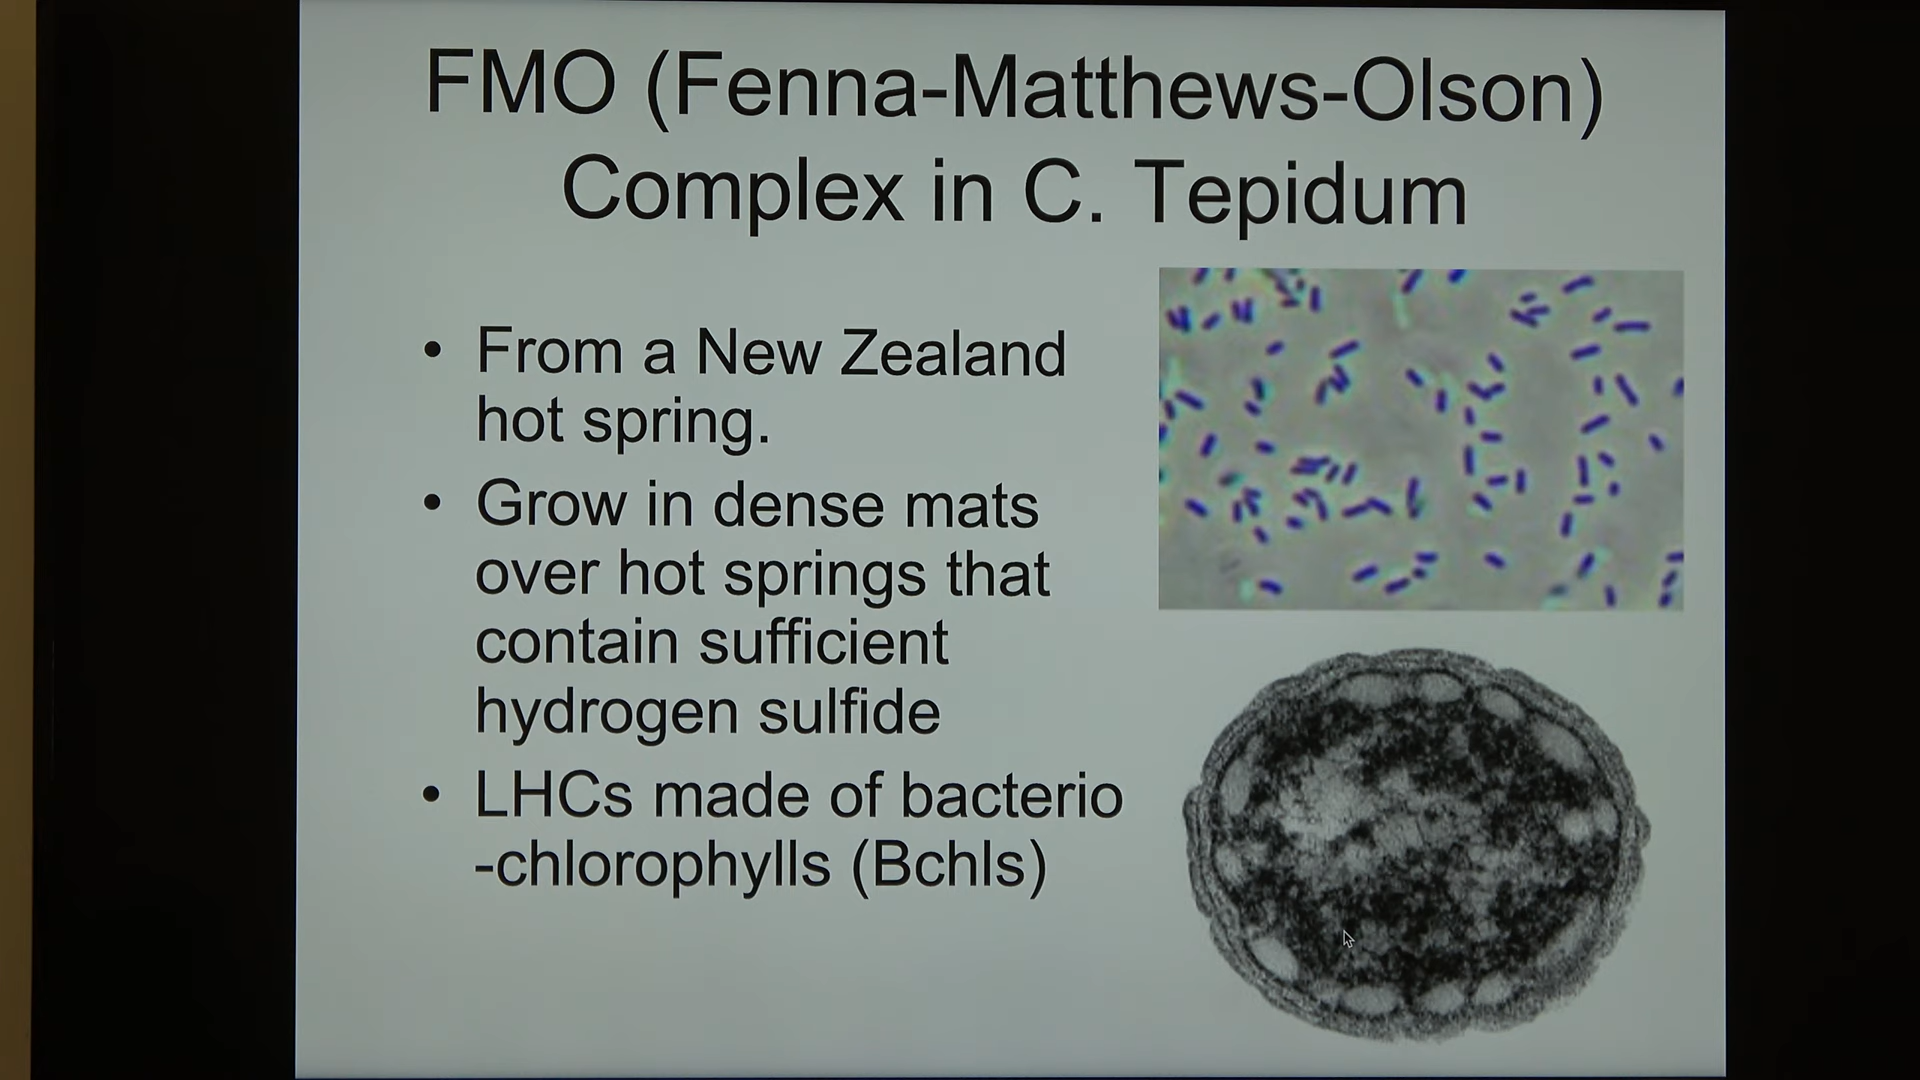 FMO (Fenna-Matthews-Olson)
Complex in C. Tepidum
• From a New Zealand
hot spring.
• Grow in dense mats
over hot springs that
contain sufficient
hydrogen sulfide
• LHCs made of bacterio
-chlorophylls (Bchls)